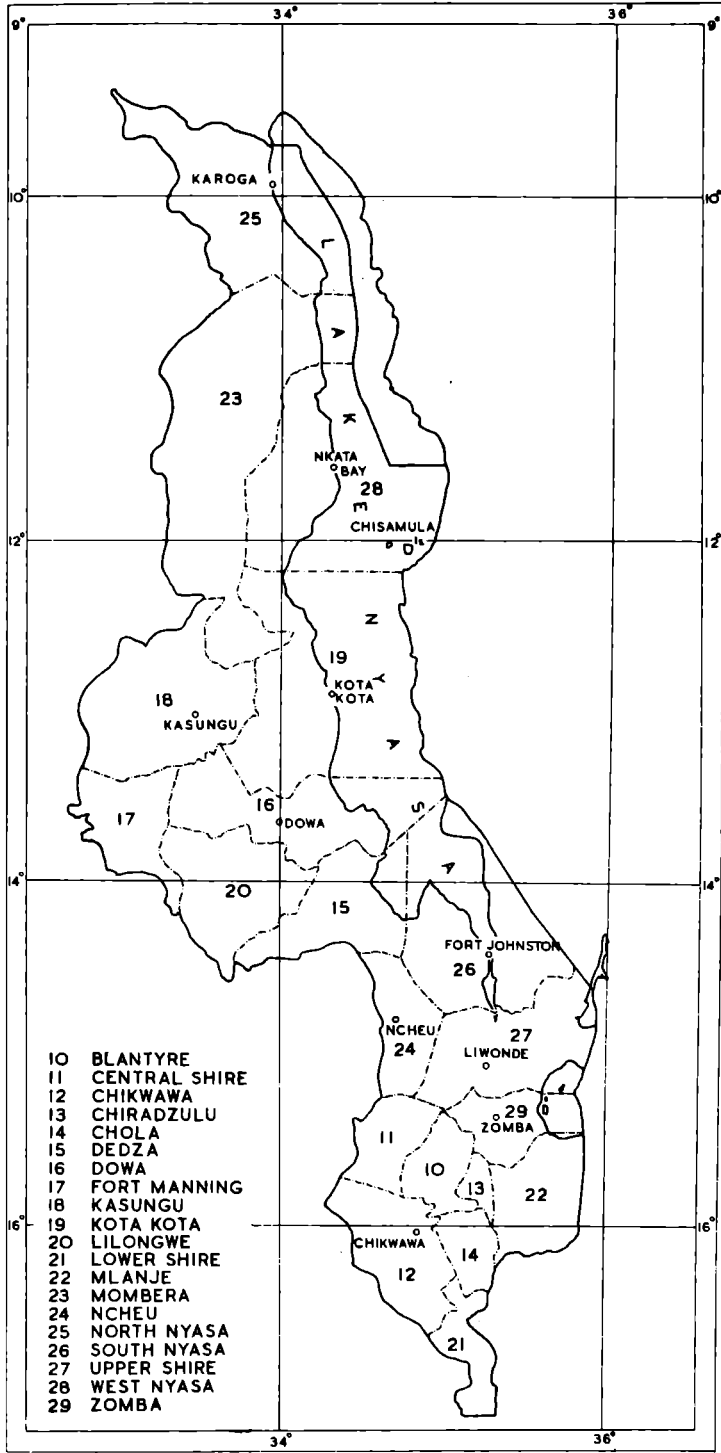 34°
36°
9°
9°
KAROGA
10°
10°
25
L
A
23
K
NKATA
BAY
28
E
CHISAMULA
Is
12°
12°
N
19
Y
KOTA
KOTA
18
KASUNGU
A
S
17
16
DOWA
A
14°
14°
20
15
FORT JOHNSTON
26
NCHEU
24
27
LIWONDE
29
ZOMBA
11
10
13
22
16°
16°
CHIKWAWA
14
12
21
10 BLANTYRE
11 CENTRAL SHIRE
12 CHIKWAWA
13 CHIRADZULU
14 CHOLA
15 DEDZA
16 DOWA
17 FORT MANNING
18 KASUNGU
19 KOTA KOTA
20 LILONGWE
21 LOWER SHIRE
22 MLANJE
23 MOMBERA
24 NCHEU
25 NORTH NYASA
26 SOUTH NYASA
27 UPPER SHIRE
28 WEST NYASA
29 ZOMBA
34°
36°